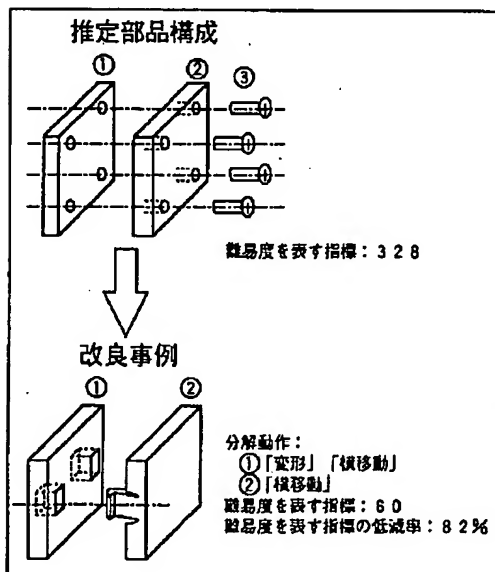 推定部品構成
① ② ③
難易度を表す指標：３２８
改良事例
① ②
分解動作：
①「変形」「横移動」
②「横移動」
難易度を表す指標：６０
難易度を表す指標の低減率：８２％